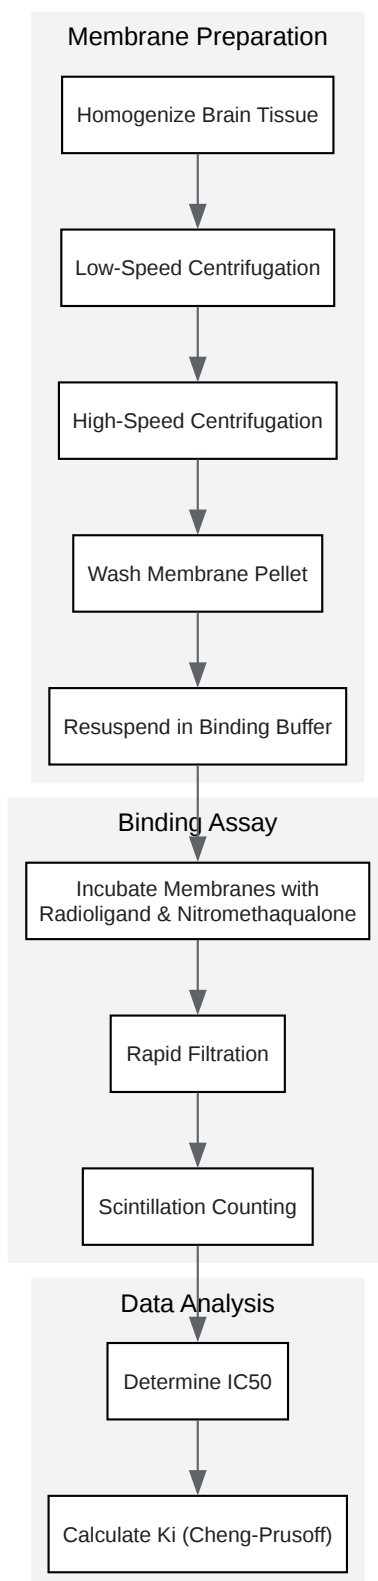 Membrane Preparation
Homogenize Brain Tissue
Low-Speed Centrifugation
High-Speed Centrifugation
Wash Membrane Pellet
Resuspend in Binding Buffer
Binding Assay
Incubate Membranes with
Radioligand & Nitromethaqualone
Rapid Filtration
Scintillation Counting
Data Analysis
Determine IC50
Calculate Ki (Cheng-Prusoff)